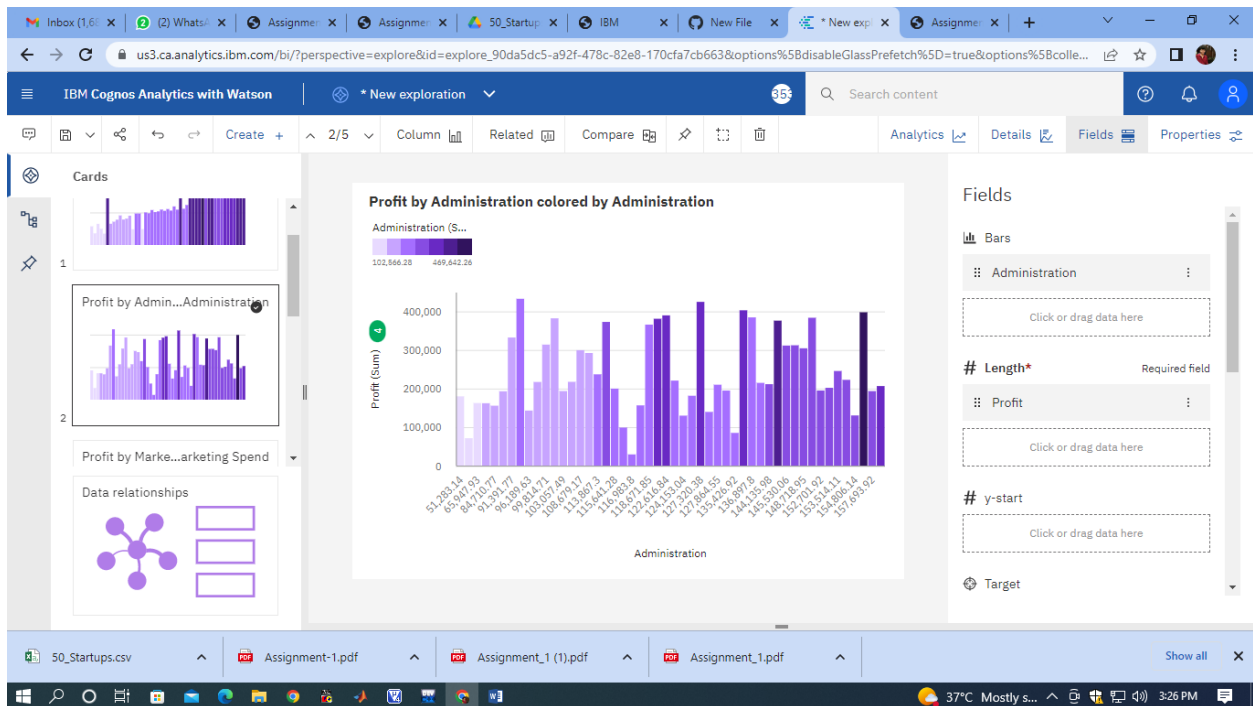 Inbox (1,68
(2) WhatsA
Assignmen
Assignmen
50_Startup
IBM
New File
* New expl
Assignmen
us3.ca.analytics.ibm.com/bi/?perspective=explore&id=explore_90da5dc5-a92f-478c-82e8-170cfa7cb663&options%5BdisableGlassPrefetch%5D=true&options%5Bcolle...
IBM Cognos Analytics with Watson
* New exploration
353
Search content
Create +
2/5
Column
Related
Compare
Analytics
Details
Fields
Properties
Cards
1
Profit by Admin...Administration
2
Profit by Marke...arketing Spend
Data relationships
Profit by Administration colored by Administration
Administration (S...
102,866.28 469,642.26
4
Profit (Sum)
400,000
300,000
200,000
100,000
0
51,283.14
65,947.93
84,710.77
91,391.77
96,189.63
99,814.71
103,057.49
108,679.17
113,867.3
115,641.28
116,983.8
118,671.85
122,616.84
124,153.04
127,320.38
127,864.55
135,426.92
136,897.8
144,135.98
145,530.06
148,718.95
152,701.92
153,514.11
154,806.14
157,693.92
Administration
Fields
Bars
Administration
Click or drag data here
# Length*
Required field
Profit
Click or drag data here
# y-start
Click or drag data here
Target
50_Startups.csv
Assignment-1.pdf
Assignment_1 (1).pdf
Assignment_1.pdf
Show all
37°C Mostly s...
3:26 PM